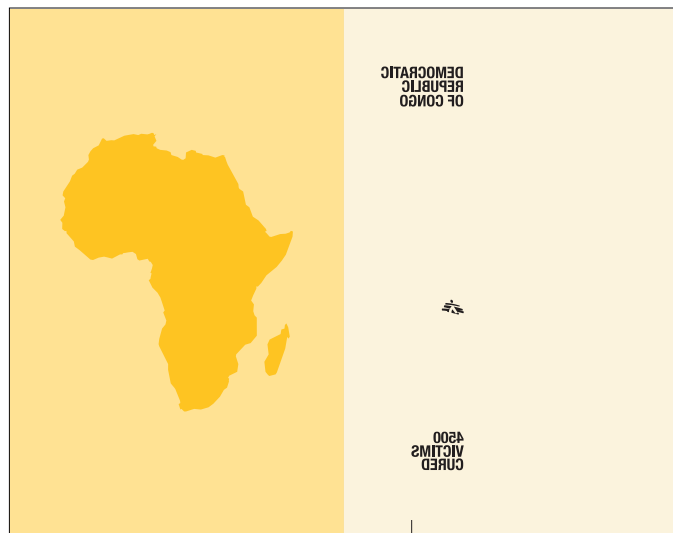 DEMOCRATIC
REPUBLIC
OF CONGO
4500
VICTIMS
CURED